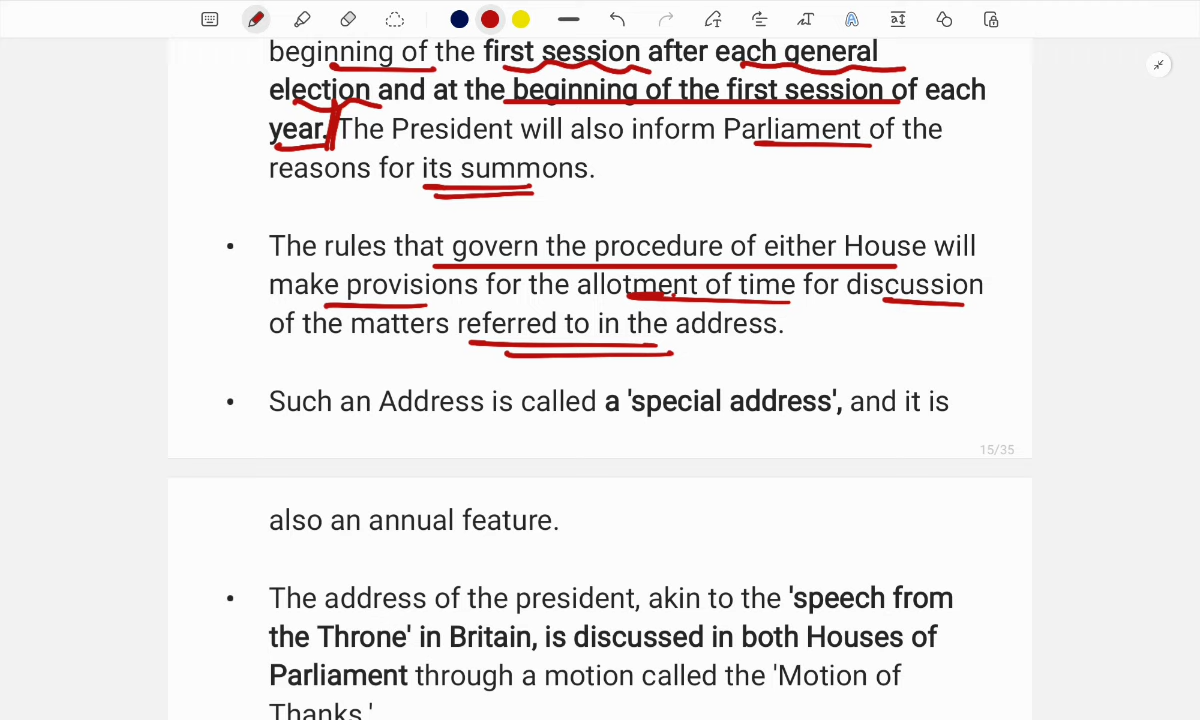 beginning of the first session after each general
election and at the beginning of the first session of each
year. The President will also inform Parliament of the
reasons for its summons.
• The rules that govern the procedure of either House will
make provisions for the allotment of time for discussion
of the matters referred to in the address.
• Such an Address is called a 'special address', and it is
15/35
also an annual feature.
• The address of the president, akin to the 'speech from
the Throne' in Britain, is discussed in both Houses of
Parliament through a motion called the 'Motion of
Thanks.'